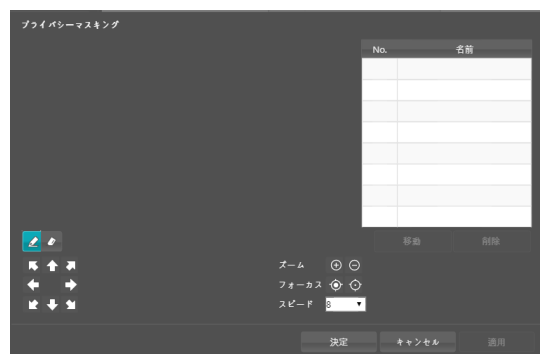 プライバシーマスキング
No. 名前
移動 削除
ズーム
フォーカス
スピード 8
決定 キャンセル 適用